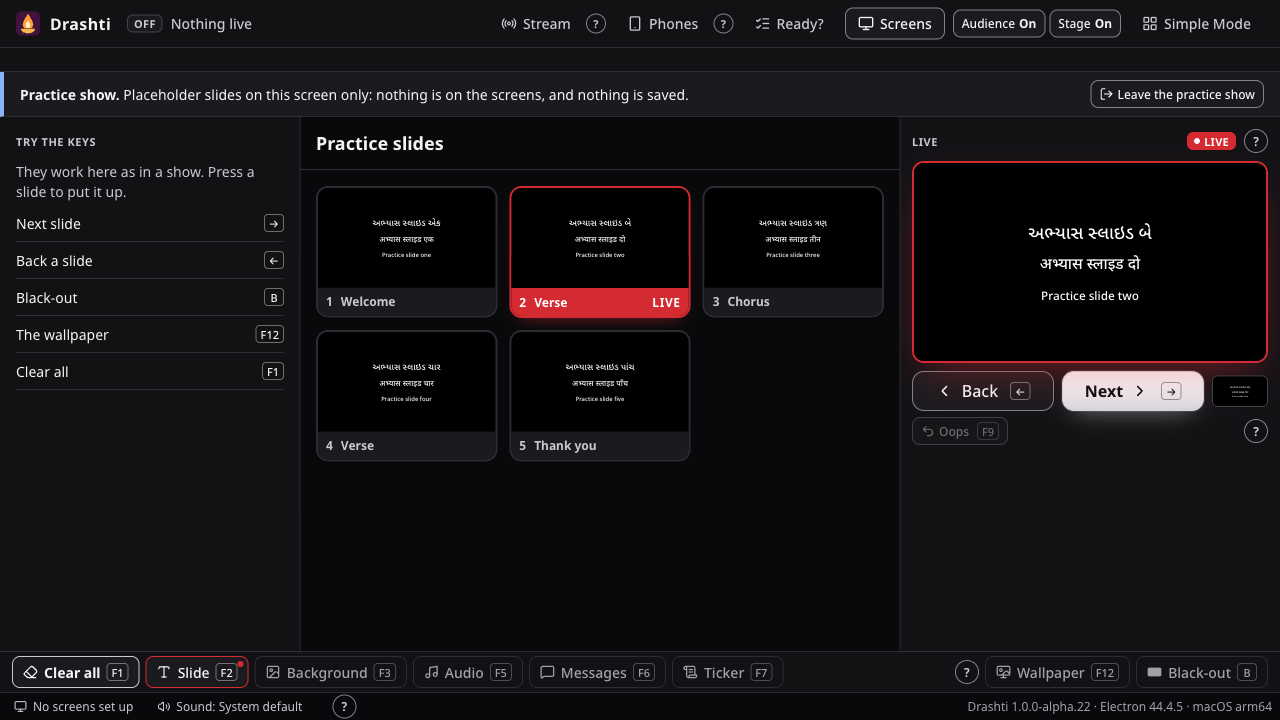 Drashti OFF Nothing live Stream ? Phones ? Ready? Screens Audience On Stage On Simple Mode
Practice show. Placeholder slides on this screen only: nothing is on the screens, and nothing is saved. Leave the practice show
TRY THE KEYS
They work here as in a show. Press a
slide to put it up.
Next slide →
Back a slide ←
Black-out B
The wallpaper F12
Clear all F1
Practice slides
અભ્યાસ સ્લાઇડ એક
अभ्यास स्लाइड एक
Practice slide one
1 Welcome
અભ્યાસ સ્લાઇડ બે
अभ्यास स्लाइड दो
Practice slide two
2 Verse LIVE
અભ્યાસ સ્લાઇડ ત્રણ
अभ्यास स्लाइड तीन
Practice slide three
3 Chorus
અભ્યાસ સ્લાઇડ ચાર
अभ्यास स्लाइड चार
Practice slide four
4 Verse
અભ્યાસ સ્લાઇડ પાંચ
अभ्यास स्लाइड पाँच
Practice slide five
5 Thank you
LIVE LIVE ?
અભ્યાસ સ્લાઇડ બે
अभ्यास स्लाइड दो
Practice slide two
Back ← Next →
Oops F9 ?
Clear all F1 Slide F2 Background F3 Audio F5 Messages F6 Ticker F7 ? Wallpaper F12 Black-out B
No screens set up Sound: System default ? Drashti 1.0.0-alpha.22 · Electron 44.4.5 · macOS arm64